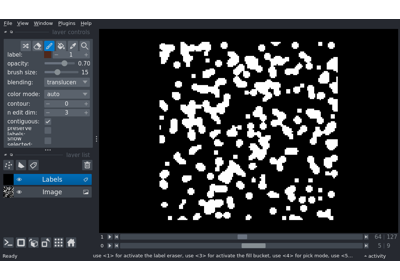 File View Window Plugins Help
layer controls
label: 1
opacity: 0.70
brush size: 15
blending: translucen
color mode: auto
contour: 0
n edit dim: 3
contiguous:
preserve
labels:
show
selected:
layer list
Labels
Image
1 64 127
0 5 9
Ready use <1> for activate the label eraser, use <3> for activate the fill bucket, use <4> for pick mode, use <5... activity